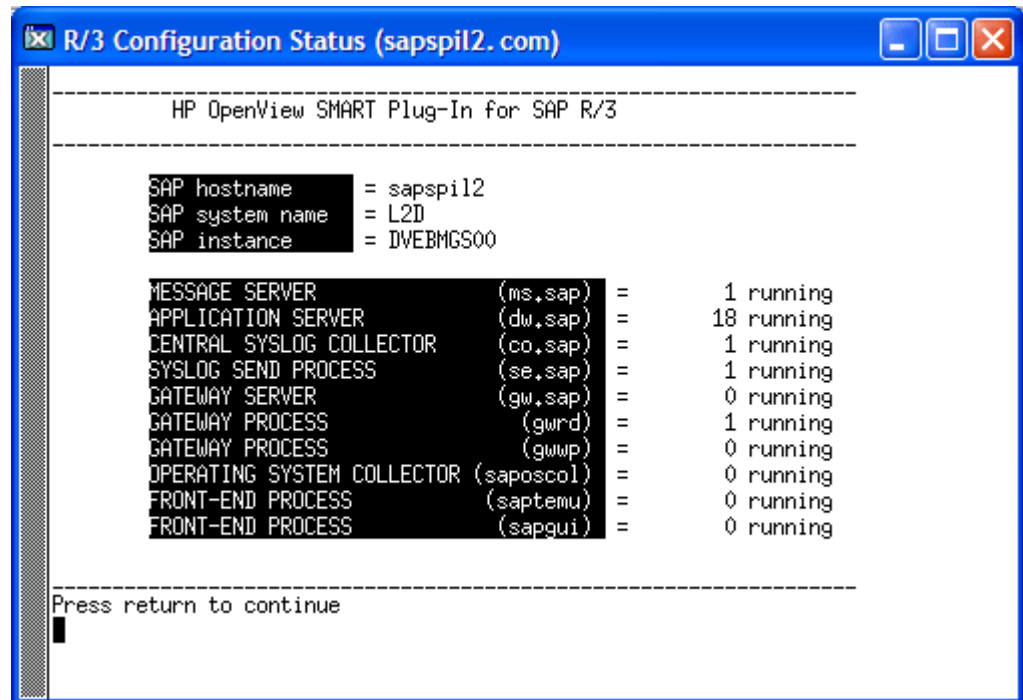 R/3 Configuration Status (sapspil2. com)
HP OpenView SMART Plug-In for SAP R/3
SAP hostname = sapspil2
SAP system name = L2D
SAP instance = DVEBMGS00
MESSAGE SERVER (ms.sap) = 1 running
APPLICATION SERVER (dw.sap) = 18 running
CENTRAL SYSLOG COLLECTOR (co.sap) = 1 running
SYSLOG SEND PROCESS (se.sap) = 1 running
GATEWAY SERVER (gw.sap) = 0 running
GATEWAY PROCESS (gwrd) = 1 running
GATEWAY PROCESS (gwwp) = 0 running
OPERATING SYSTEM COLLECTOR (saposcol) = 0 running
FRONT-END PROCESS (saptemu) = 0 running
FRONT-END PROCESS (sapgui) = 0 running
Press return to continue